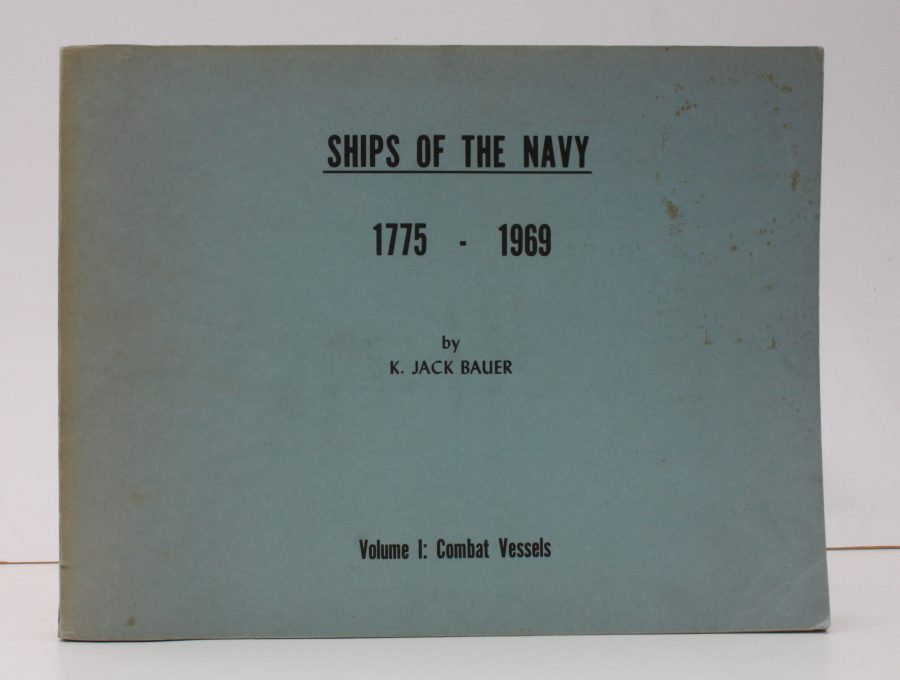 SHIPS OF THE NAVY
1775 - 1969
by
K. JACK BAUER
Volume I: Combat Vessels